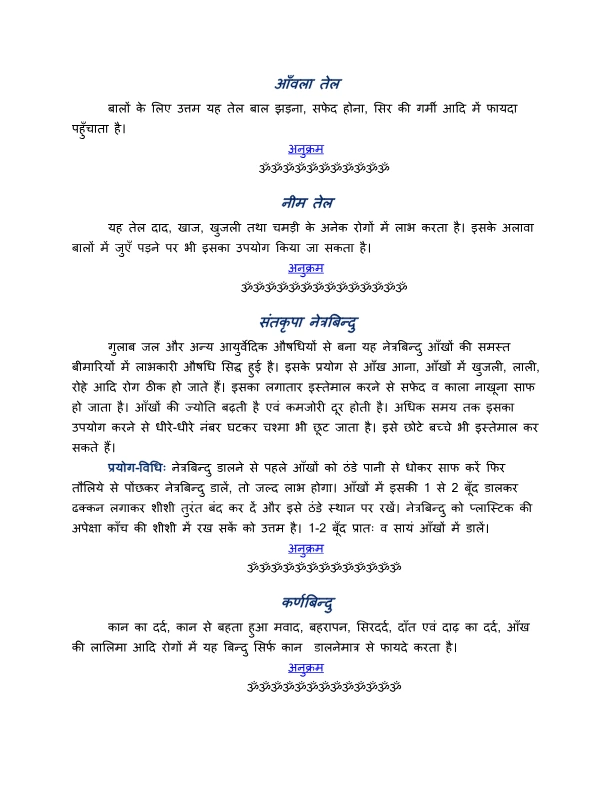 आँवला तेल
बालों के लिए उत्तम यह तेल बाल झड़ना, सफेद होना, सिर की गर्मी आदि में फायदा
पहुँचाता है।
अनुक्रम
ॐॐॐॐॐॐॐॐॐॐॐ
नीम तेल
यह तेल दाद, खाज, खुजली तथा चमड़ी के अनेक रोगों में लाभ करता है। इसके अलावा
बालों में जुएँ पड़ने पर भी इसका उपयोग किया जा सकता है।
अनुक्रम
ॐॐॐॐॐॐॐॐॐॐॐॐॐॐ
संतकृपा नेत्रबिन्दु
गुलाब जल और अन्य आयुर्वेदिक औषधियों से बना यह नेत्रबिन्दु आँखों की समस्त
बीमारियों में लाभकारी औषधि सिद्ध हुई है। इसके प्रयोग से आँख आना, आँखों में खुजली, लाली,
रोहे आदि रोग ठीक हो जाते हैं। इसका लगातार इस्तेमाल करने से सफेद व काला नाखूना साफ
हो जाता है। आँखों की ज्योति बढ़ती है एवं कमजोरी दूर होती है। अधिक समय तक इसका
उपयोग करने से धीरे-धीरे नंबर घटकर चश्मा भी छूट जाता है। इसे छोटे बच्चे भी इस्तेमाल कर
सकते हैं।
प्रयोग-विधिः नेत्रबिन्दु डालने से पहले आँखों को ठंडे पानी से धोकर साफ करें फिर
तौलिये से पोंछकर नेत्रबिन्दु डालें, तो जल्द लाभ होगा। आँखों में इसकी 1 से 2 बूँद डालकर
ढक्कन लगाकर शीशी तुरंत बंद कर दें और इसे ठंडे स्थान पर रखें। नेत्रबिन्दु को प्लास्टिक की
अपेक्षा काँच की शीशी में रख सकें को उत्तम है। 1-2 बूँद प्रातः व सायं आँखों में डालें।
अनुक्रम
ॐॐॐॐॐॐॐॐॐॐॐॐॐ
कर्णबिन्दु
कान का दर्द, कान से बहता हुआ मवाद, बहरापन, सिरदर्द, दाँत एवं दाढ़ का दर्द, आँख
की लालिमा आदि रोगों में यह बिन्दु सिर्फ कान डालनेमात्र से फायदे करता है।
अनुक्रम
ॐॐॐॐॐॐॐॐॐॐॐॐॐ